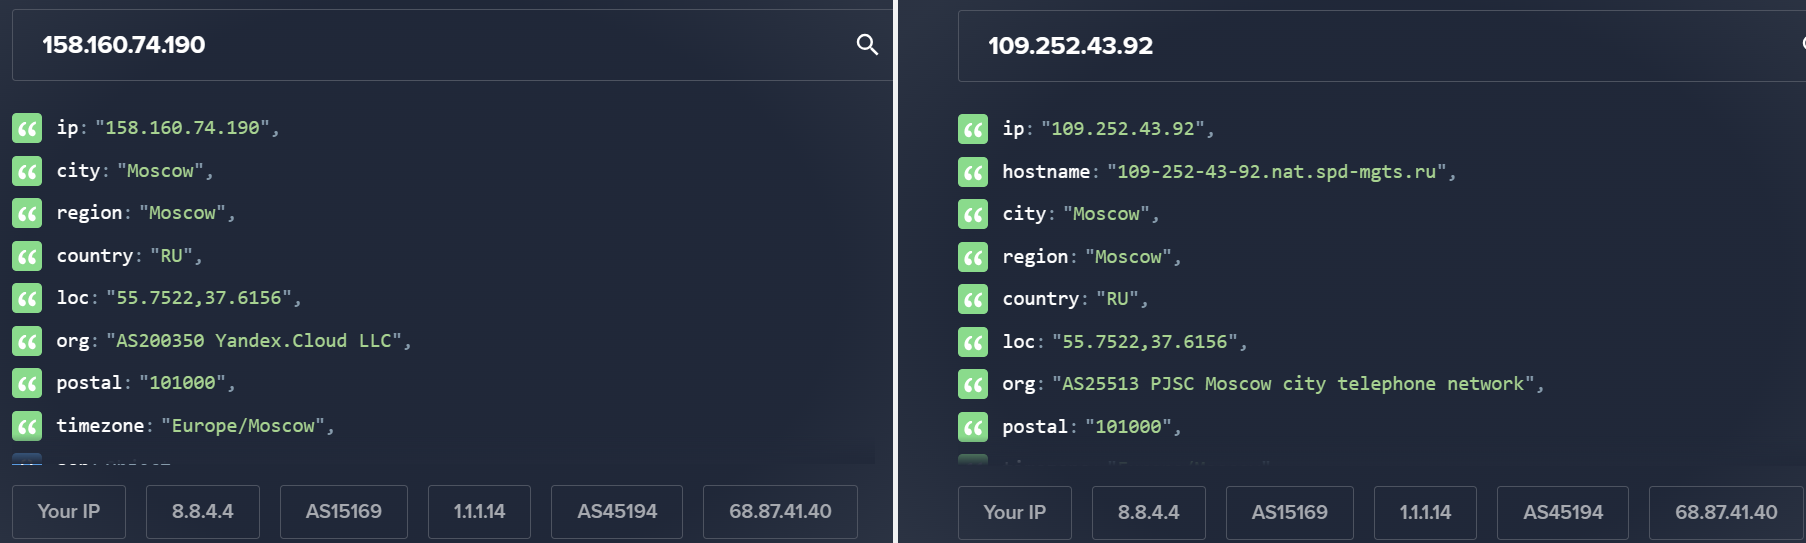 158.160.74.190
ip: "158.160.74.190",
city: "Moscow",
region: "Moscow",
country: "RU",
loc: "55.7522,37.6156",
org: "AS200350 Yandex.Cloud LLC",
postal: "101000",
timezone: "Europe/Moscow",
Your IP
8.8.4.4
AS15169
1.1.1.14
AS45194
68.87.41.40
109.252.43.92
ip: "109.252.43.92",
hostname: "109-252-43-92.nat.spd-mgts.ru",
city: "Moscow",
region: "Moscow",
country: "RU",
loc: "55.7522,37.6156",
org: "AS25513 PJSC Moscow city telephone network",
postal: "101000",
Your IP
8.8.4.4
AS15169
1.1.1.14
AS45194
68.87.41.40